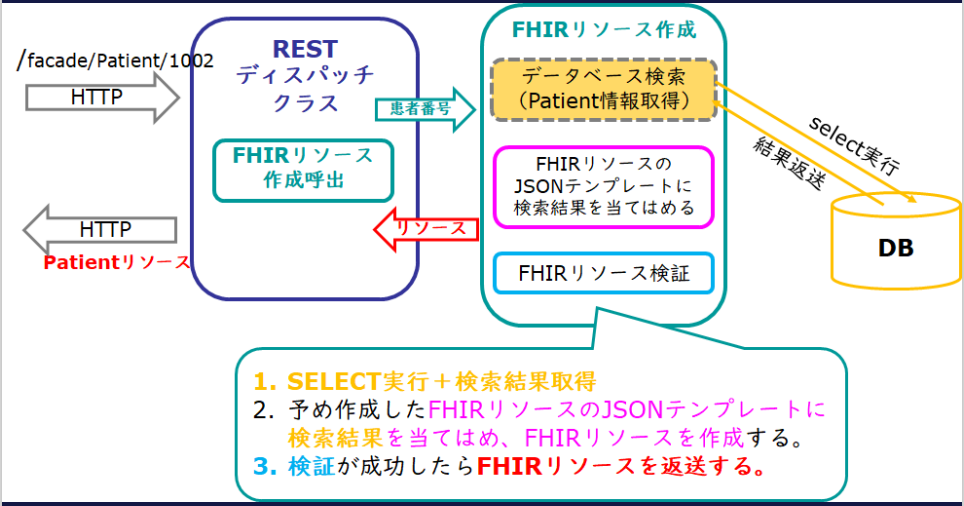 /facade/Patient/1002
HTTP
HTTP
Patientリソース
REST
ディスパッチ
クラス
FHIRリソース
作成呼出
患者番号
リソース
FHIRリソース作成
データベース検索
（Patient情報取得）
FHIRリソースの
JSONテンプレートに
検索結果を当てはめる
FHIRリソース検証
select実行
結果返送
DB
1. SELECT実行＋検索結果取得
2. 予め作成したFHIRリソースのJSONテンプレートに
検索結果を当てはめ、FHIRリソースを作成する。
3. 検証が成功したらFHIRリソースを返送する。